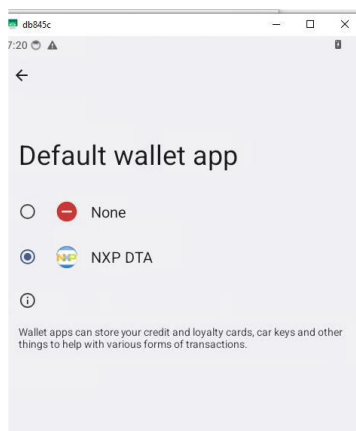 db845c
7:20
Default wallet app
None
NXP
NXP DTA
Wallet apps can store your credit and loyalty cards, car keys and other
things to help with various forms of transactions.